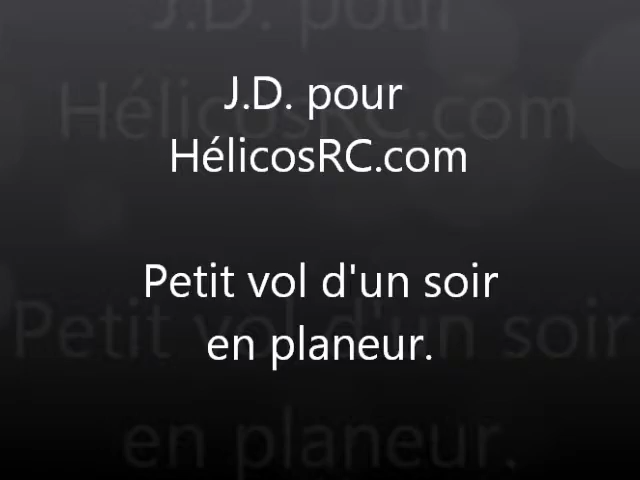 J.D. pour
HélicosRC.com
Petit vol d'un soir
en planeur.